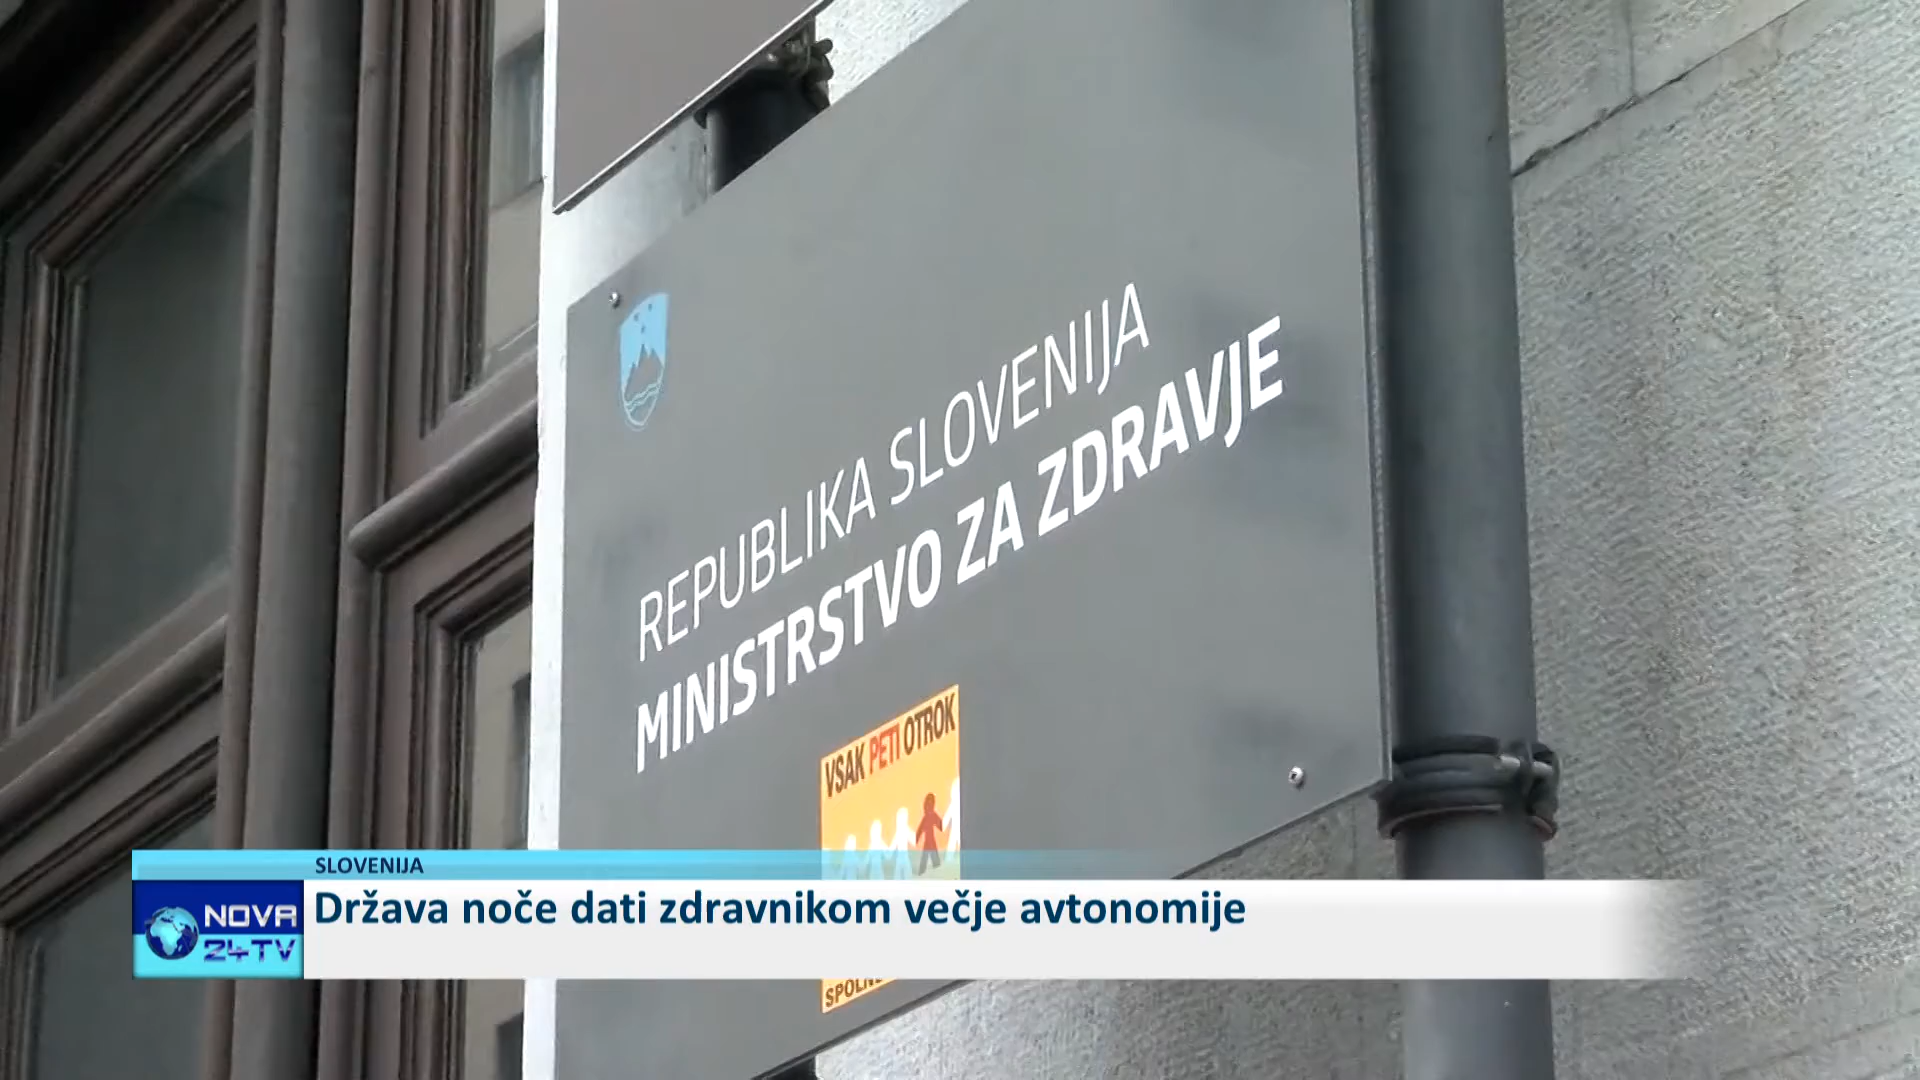 REPUBLIKA SLOVENIJA
MINISTRSTVO ZA ZDRAVJE
VSAK PETI OTROK
SLOVENIJA
NOVA
24TV
Država noče dati zdravnikom večje avtonomije